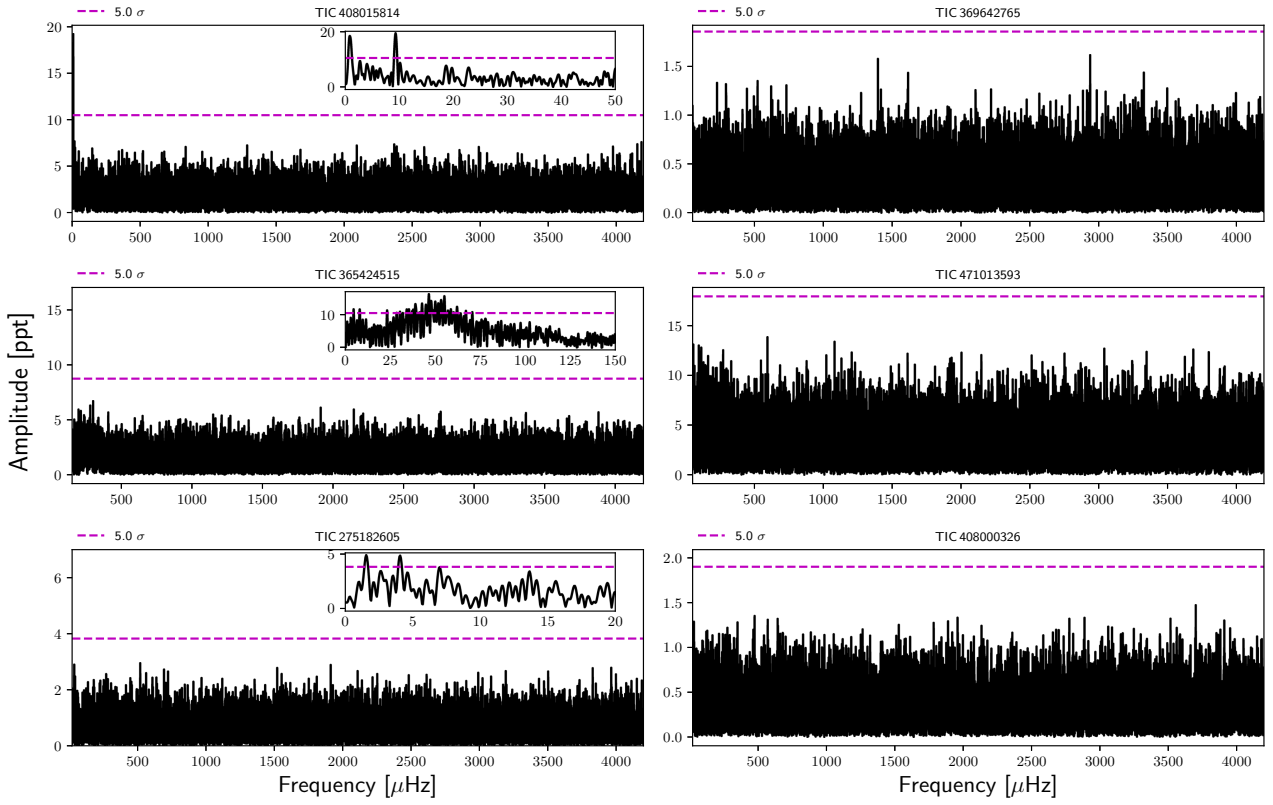 5.0 σ TIC 408015814
20
15
10
5
0
20
0
0 10 20 30 40 50
0 500 1000 1500 2000 2500 3000 3500 4000
5.0 σ TIC 369642765
1.5
1.0
0.5
0.0
500 1000 1500 2000 2500 3000 3500 4000
5.0 σ TIC 365424515
15
10
5
0
10
0
0 25 50 75 100 125 150
500 1000 1500 2000 2500 3000 3500 4000
5.0 σ TIC 471013593
15
10
5
0
500 1000 1500 2000 2500 3000 3500 4000
5.0 σ TIC 275182605
6
4
2
0
5
0
0 5 10 15 20
500 1000 1500 2000 2500 3000 3500 4000
Frequency [μHz]
5.0 σ TIC 408000326
2.0
1.5
1.0
0.5
0.0
500 1000 1500 2000 2500 3000 3500 4000
Frequency [μHz]
Amplitude [ppt]